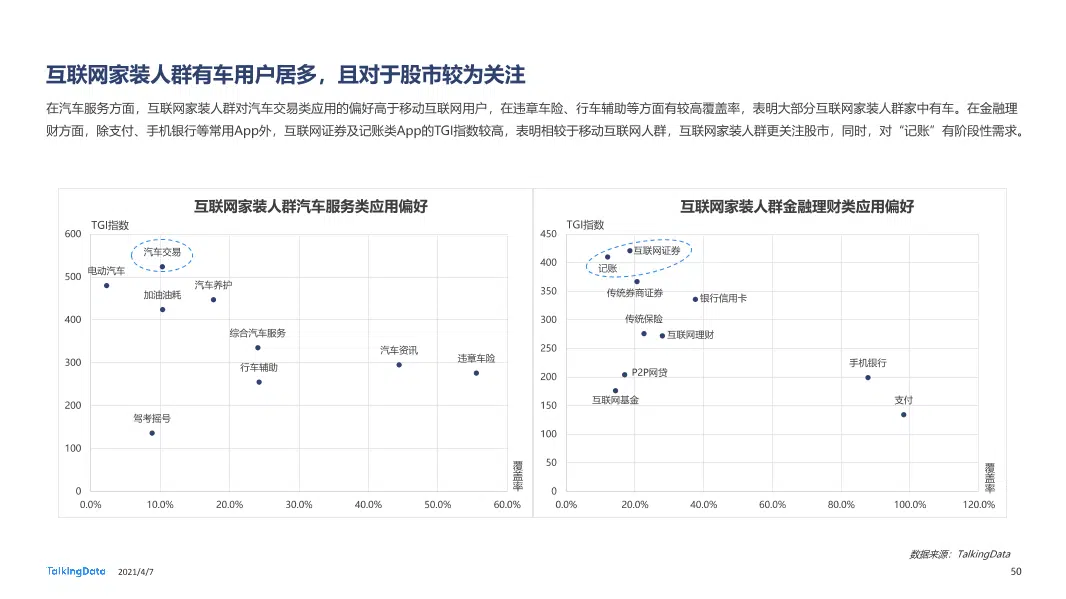 互联网家装人群有车用户居多，且对于股市较为关注
在汽车服务方面，互联网家装人群对汽车交易类应用的偏好高于移动互联网用户，在违章车险、行车辅助等方面有较高覆盖率，表明大部分互联网家装人群家中有车。在金融理
财方面，除支付、手机银行等常用App外，互联网证券及记账类App的TGI指数较高，表明相较于移动互联网人群，互联网家装人群更关注股市，同时，对“记账”有阶段性需求。
互联网家装人群汽车服务类应用偏好
TGI指数
600
500
400
300
200
100
0
汽车交易
电动汽车
汽车养护
加油油耗
综合汽车服务
汽车资讯
违章车险
行车辅助
驾考摇号
覆盖率
0.0%
10.0%
20.0%
30.0%
40.0%
50.0%
60.0%
互联网家装人群金融理财类应用偏好
TGI指数
450
400
350
300
250
200
150
100
50
0
互联网证券
记账
传统券商证券
银行信用卡
传统保险
互联网理财
手机银行
P2P网贷
互联网基金
支付
覆盖率
0.0%
20.0%
40.0%
60.0%
80.0%
100.0%
120.0%
数据来源：TalkingData
TalkingData
2021/4/7
50